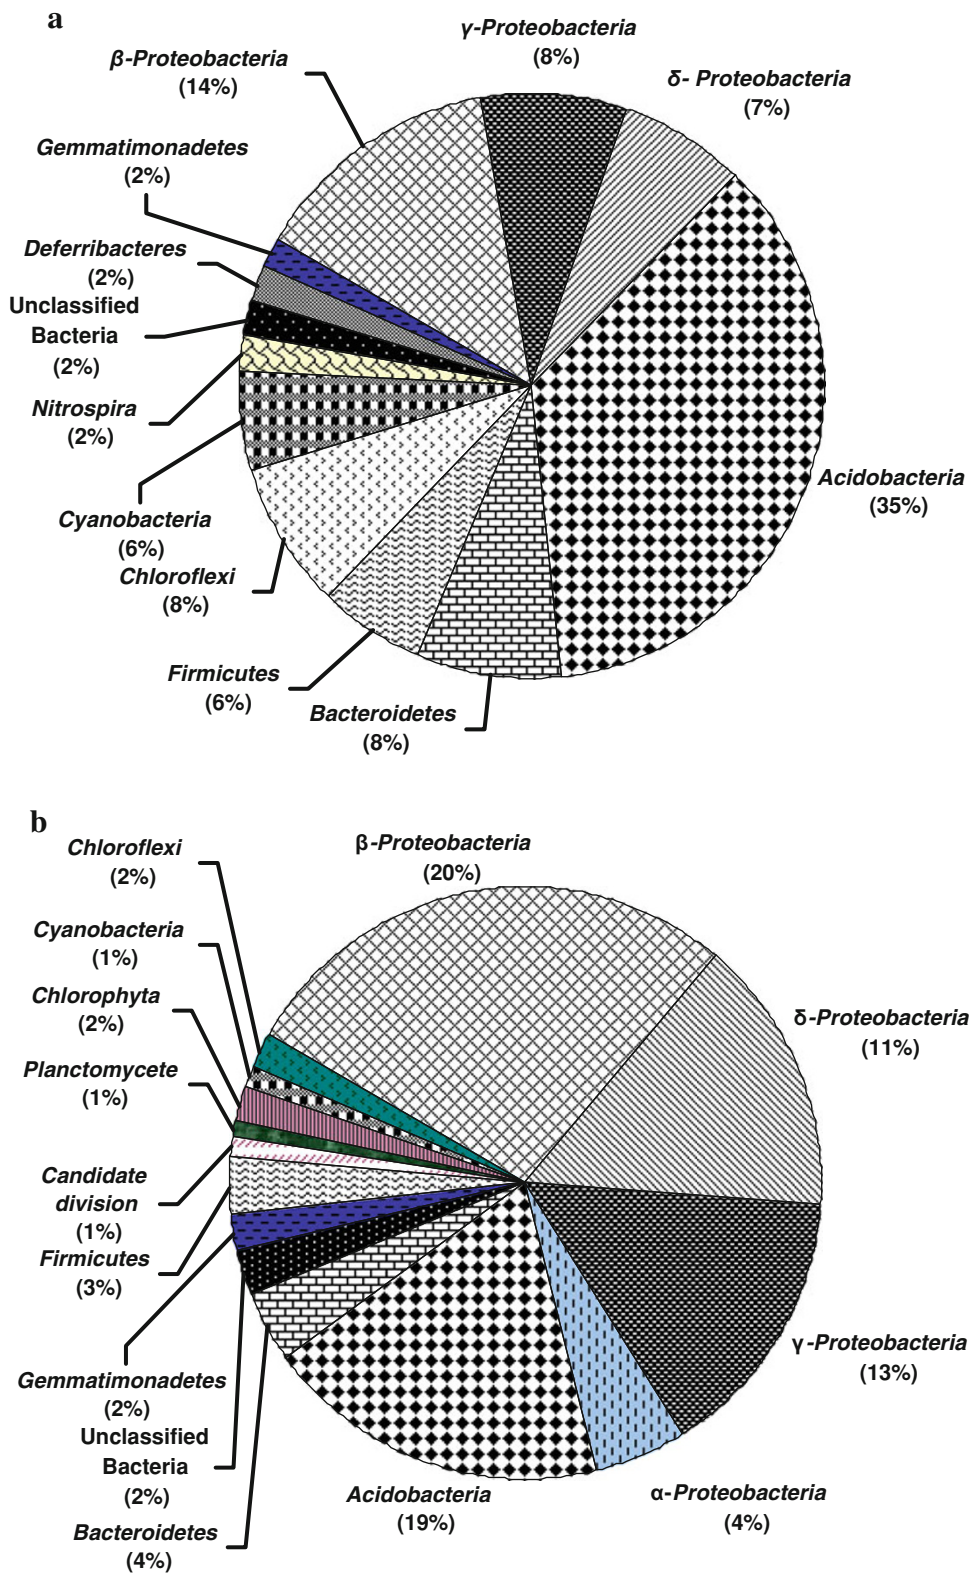 a
γ-Proteobacteria
(8%)
β-Proteobacteria
(14%)
δ- Proteobacteria
(7%)
Gemmatimonadetes
(2%)
Deferribacteres
(2%)
Unclassified
Bacteria
(2%)
Nitrospira
(2%)
Acidobacteria
(35%)
Cyanobacteria
(6%)
Chloroflexi
(8%)
Firmicutes
(6%)
Bacteroidetes
(8%)
b
β-Proteobacteria
(20%)
Chloroflexi
(2%)
Cyanobacteria
(1%)
Chlorophyta
(2%)
δ-Proteobacteria
(11%)
Planctomycete
(1%)
Candidate
division
(1%)
Firmicutes
(3%)
γ-Proteobacteria
(13%)
Gemmatimonadetes
(2%)
Unclassified
Bacteria
(2%)
Acidobacteria
(19%)
α-Proteobacteria
(4%)
Bacteroidetes
(4%)